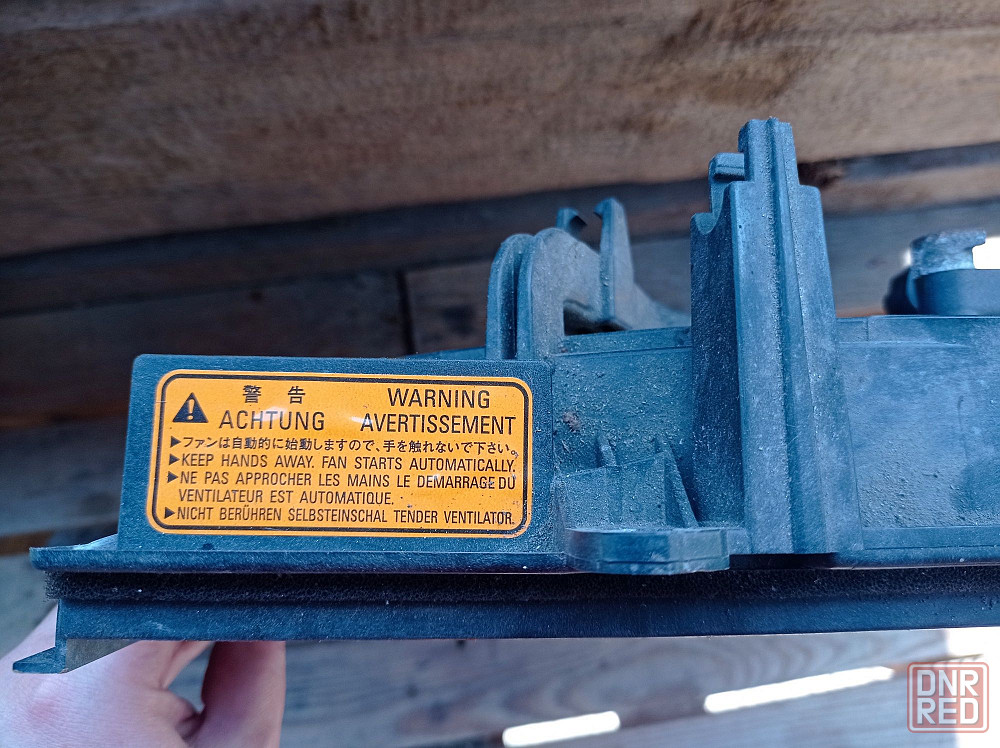 警告 WARNING
ACHTUNG AVERTISSEMENT
▶ファンは自動的に始動しますので、手を触れないで下さい。
▶KEEP HANDS AWAY. FAN STARTS AUTOMATICALLY.
▶NE PAS APPROCHER LES MAINS LE DEMARRAGE DU
VENTILATEUR EST AUTOMATIQUE.
▶NICHT BERÜHREN SELBSTEINSCHAL TENDER VENTILATOR.
DNR
RED